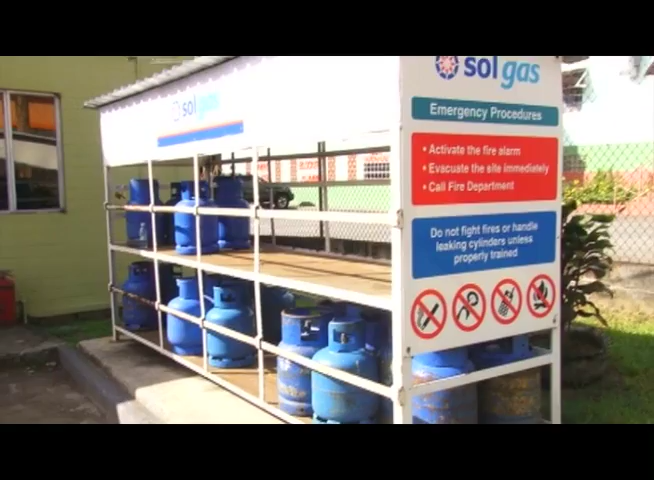 sol gas
sol gas
Emergency Procedures
• Activate the fire alarm
• Evacuate the site immediately
• Call Fire Department
Do not fight fires or handle
leaking cylinders unless
properly trained